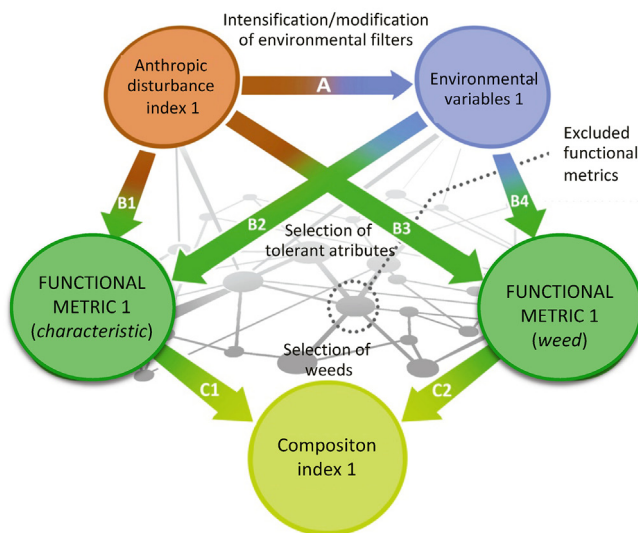 Intensification/modification
of environmental filters
Anthropic
disturbance
index 1
A
Environmental
variables 1
Excluded
functional
metrics
B1
B2
Selection of
tolerant atributes
B3
B4
FUNCTIONAL
METRIC 1
(characteristic)
FUNCTIONAL
METRIC 1
(weed)
Selection of
weeds
C1
C2
Compositon
index 1